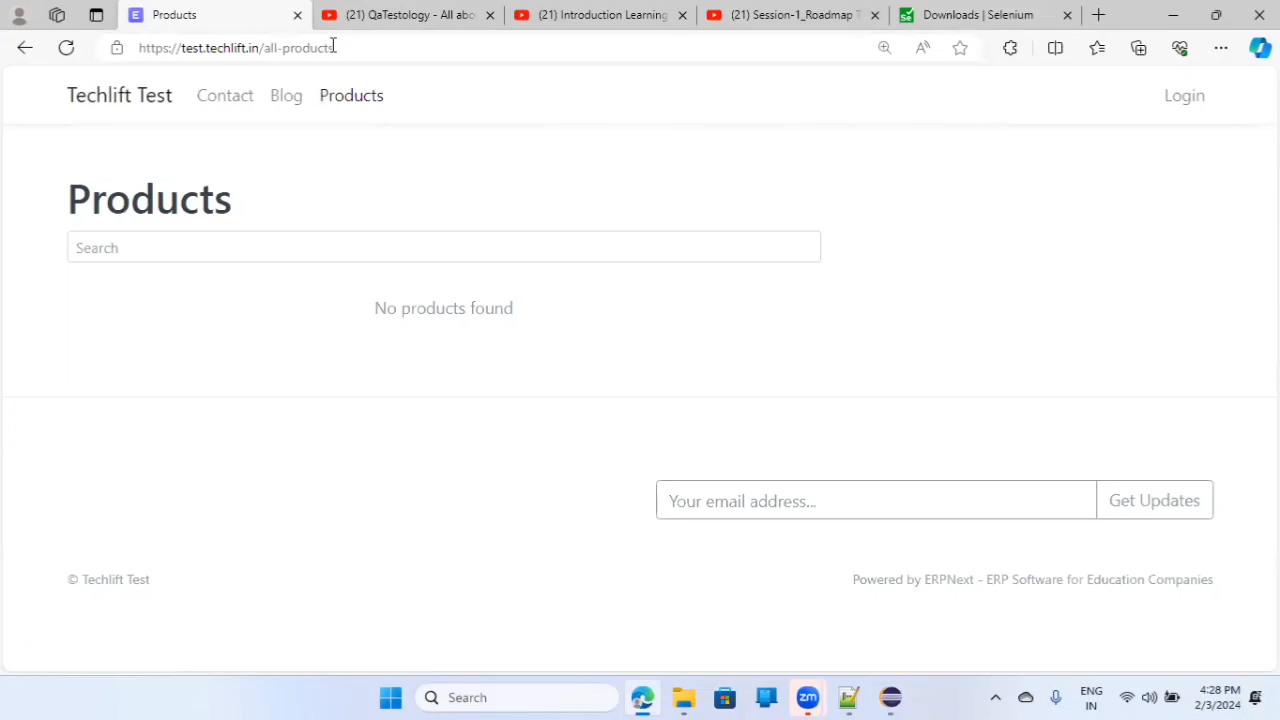 Products
(21) QaTestology - All abo
(21) Introduction Learning
(21) Session-1_Roadmap T
Downloads | Selenium
https://test.techlift.in/all-products
Techlift Test Contact Blog Products Login
Products
Search
No products found
Your email address... Get Updates
© Techlift Test Powered by ERPNext - ERP Software for Education Companies
Search
zm
ENG
IN
4:28 PM
2/3/2024